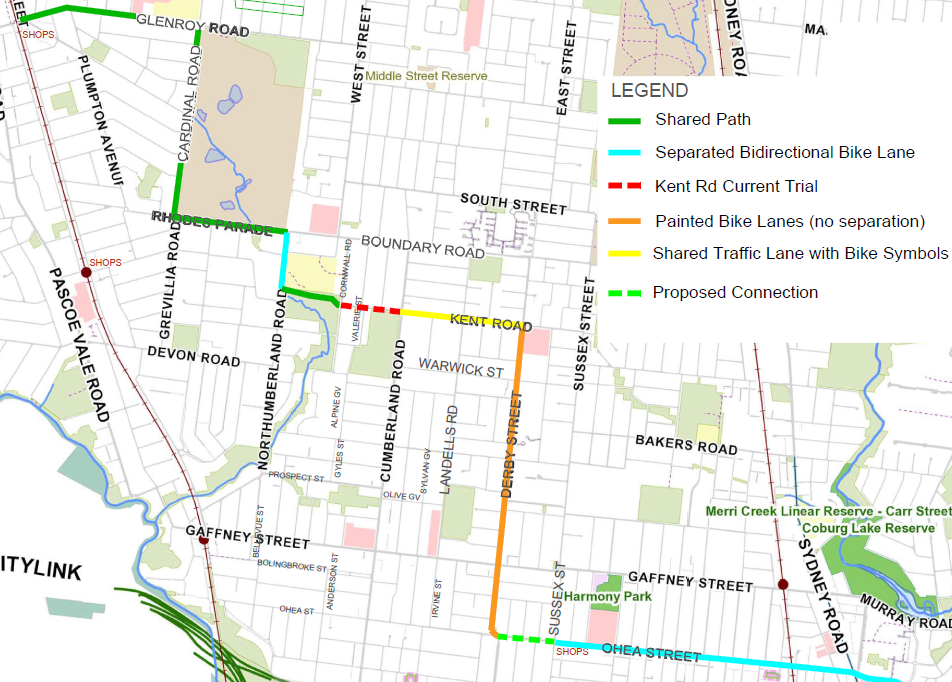 GLENROY ROAD
SHOPS
CARDINAL ROAD
PLUMPTON AVENUE
WEST STREET
Middle Street Reserve
EAST STREET
MA.
LEGEND
Shared Path
Separated Bidirectional Bike Lane
Kent Rd Current Trial
Painted Bike Lanes (no separation)
Shared Traffic Lane with Bike Symbols
Proposed Connection
SOUTH STREET
RHODES PARADE
BOUNDARY ROAD
SHOPS
GREVILLIA ROAD
CORNWALL RD
VALERIE ST
PASCOE VALE ROAD
KENT ROAD
SUSSEX STREET
DEVON ROAD
NORTHUMBERLAND ROAD
WARWICK ST
CUMBERLAND ROAD
ALPINE GV
LANDELLS RD
DERBY STREET
BAKERS ROAD
GYLES ST
SYLVAN GV
PROSPECT ST
OLIVE GV
Merri Creek Linear Reserve - Carr Street
Coburg Lake Reserve
GAFFNEY STREET
BELLEVUE ST
BOLINGBROKE ST
ANDERSON ST
ITYLINK
IRVINE ST
SUSSEX ST
GAFFNEY STREET
Harmony Park
SYDNEY ROAD
MURRAY ROAD
OHEA ST
SHOPS
OHEA STREET